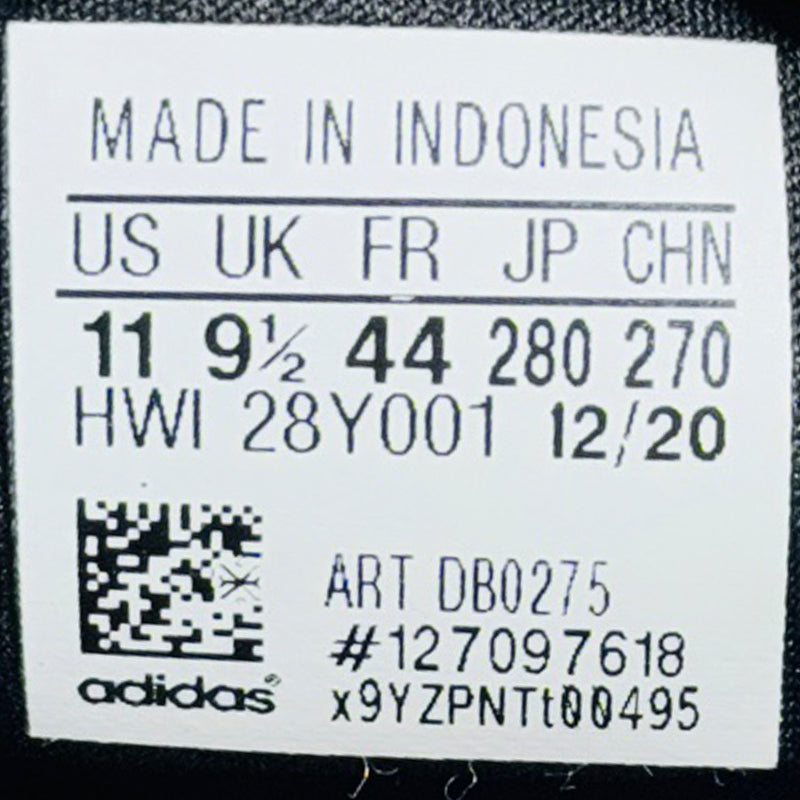 MADE IN INDONESIA
US UK FR JP CHN
11 9½ 44 280 270
HWI 28Y001 12/20
ART DB0275
#127097618
adidas® x9YZPNTt00495